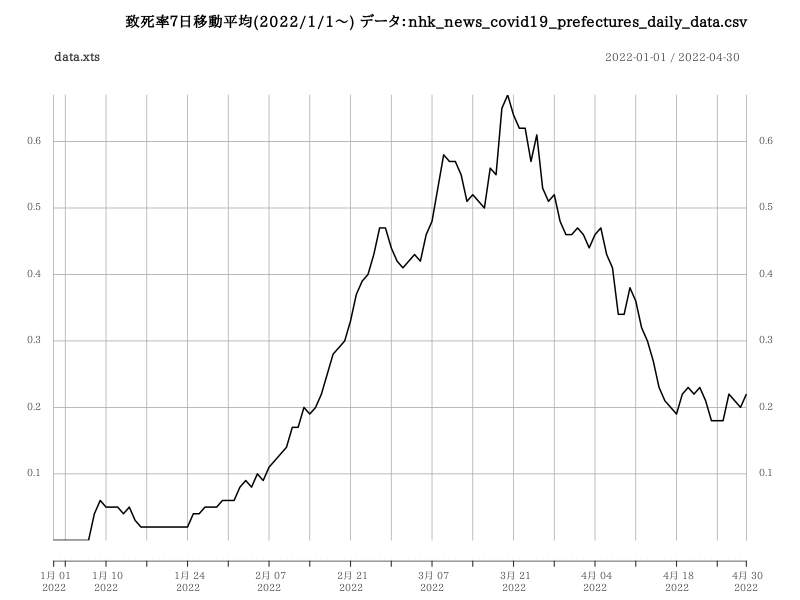 致死率7日移動平均(2022/1/1～) データ:nhk_news_covid19_prefectures_daily_data.csv
data.xts 2022-01-01 / 2022-04-30
0.6 0.6
0.5 0.5
0.4 0.4
0.3 0.3
0.2 0.2
0.1 0.1
1月 01 1月 10 1月 24 2月 07 2月 21 3月 07 3月 21 4月 04 4月 18 4月 30
2022 2022 2022 2022 2022 2022 2022 2022 2022 2022